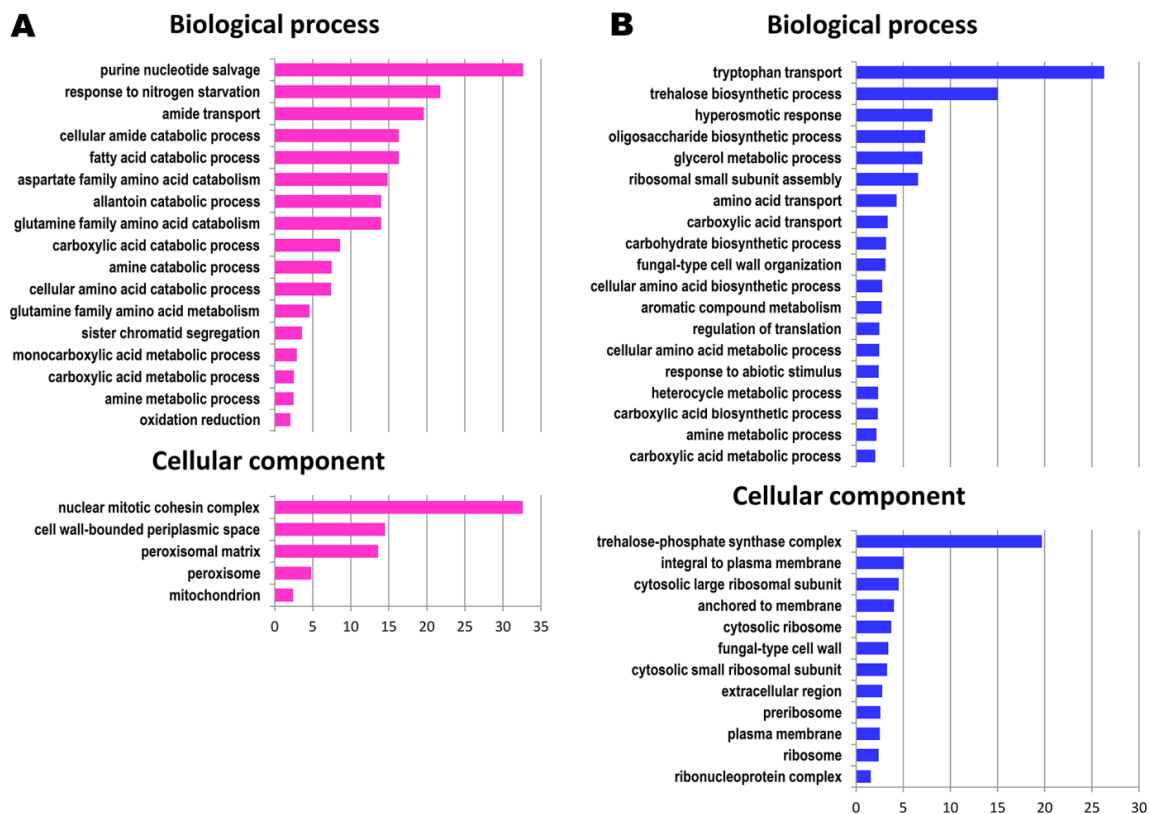 A
Biological process
purine nucleotide salvage
response to nitrogen starvation
amide transport
cellular amide catabolic process
fatty acid catabolic process
aspartate family amino acid catabolism
allantoin catabolic process
glutamine family amino acid catabolism
carboxylic acid catabolic process
amine catabolic process
cellular amino acid catabolic process
glutamine family amino acid metabolism
sister chromatid segregation
monocarboxylic acid metabolic process
carboxylic acid metabolic process
amine metabolic process
oxidation reduction
Cellular component
nuclear mitotic cohesin complex
cell wall-bounded periplasmic space
peroxisomal matrix
peroxisome
mitochondrion
0 5 10 15 20 25 30 35
B
Biological process
tryptophan transport
trehalose biosynthetic process
hyperosmotic response
oligosaccharide biosynthetic process
glycerol metabolic process
ribosomal small subunit assembly
amino acid transport
carboxylic acid transport
carbohydrate biosynthetic process
fungal-type cell wall organization
cellular amino acid biosynthetic process
aromatic compound metabolism
regulation of translation
cellular amino acid metabolic process
response to abiotic stimulus
heterocycle metabolic process
carboxylic acid biosynthetic process
amine metabolic process
carboxylic acid metabolic process
Cellular component
trehalose-phosphate synthase complex
integral to plasma membrane
cytosolic large ribosomal subunit
anchored to membrane
cytosolic ribosome
fungal-type cell wall
cytosolic small ribosomal subunit
extracellular region
preribosome
plasma membrane
ribosome
ribonucleoprotein complex
0 5 10 15 20 25 30